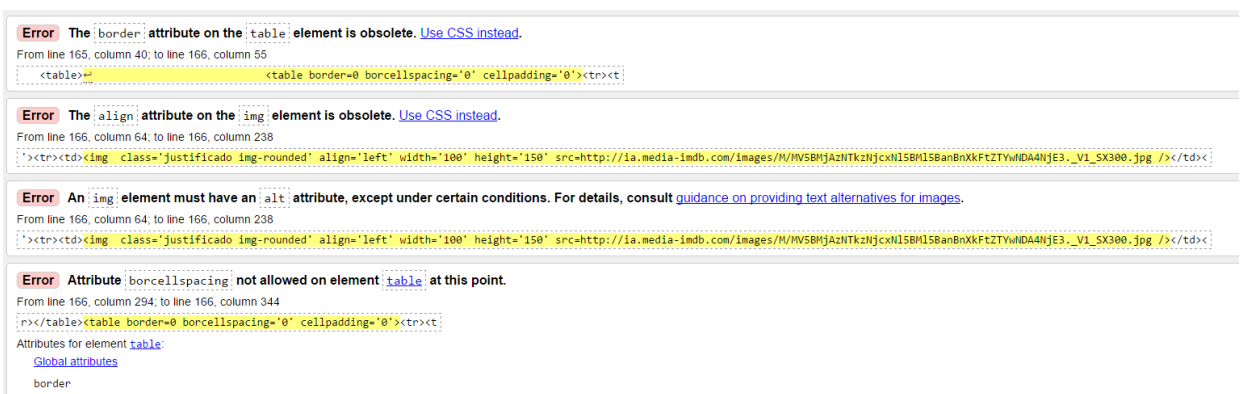 Error The border attribute on the table element is obsolete. Use CSS instead.
From line 165, column 40; to line 166, column 55
<table>↩ <table border=0 borcellspacing='0' cellpadding='0'><tr><t
Error The align attribute on the img element is obsolete. Use CSS instead.
From line 166, column 64; to line 166, column 238
'><tr><td><img class='justificado img-rounded' align='left' width='100' height='150' src=http://ia.media-imdb.com/images/M/MV5BMjAzNTkzNjcxNl5BMl5BanBnXkFtZTYwNDA4NjE3._V1_SX300.jpg /></td><
Error An img element must have an alt attribute, except under certain conditions. For details, consult guidance on providing text alternatives for images.
From line 166, column 64; to line 166, column 238
'><tr><td><img class='justificado img-rounded' align='left' width='100' height='150' src=http://ia.media-imdb.com/images/M/MV5BMjAzNTkzNjcxNl5BMl5BanBnXkFtZTYwNDA4NjE3._V1_SX300.jpg /></td><
Error Attribute borcellspacing not allowed on element table at this point.
From line 166, column 294; to line 166, column 344
r></table><table border=0 borcellspacing='0' cellpadding='0'><tr><t
Attributes for element table:
Global attributes
border